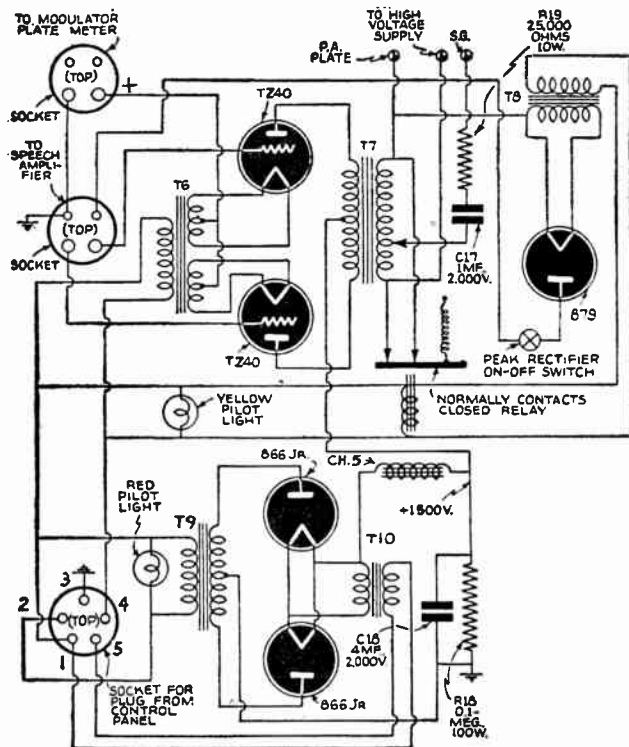 TO MODULATOR
PLATE METER
(TOP)
SOCKET
+
TO
SPEECH
AMPLI-
FIER
(TOP)
SOCKET
TO HIGH
VOLTAGE
SUPPLY
P.A.
PLATE
S.G.
R19
25,000
OHMS
10W.
T8
TZ40
T6
T7
TZ40
C17
1MF.
2,000V.
879
PEAK RECTIFIER
ON-OFF SWITCH
NORMALLY CONTACTS
CLOSED RELAY
YELLOW
PILOT
LIGHT
RED
PILOT
LIGHT
866 JR.
CH.5
+1500V.
T9
T10
3
2
4
(TOP)
1
5
SOCKET FOR
PLUG FROM
CONTROL
PANEL
866 JR
C18
4MF.
2,000V.
R18
0.1-
MEG.
100W.